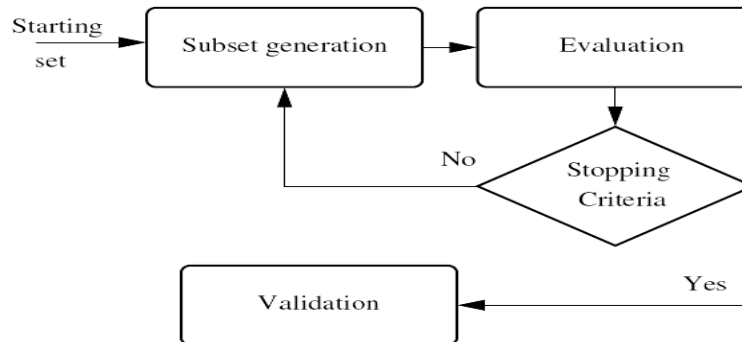 Starting
set
Subset generation
Evaluation
No
Stopping
Criteria
Yes
Validation